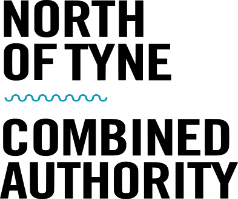 NORTH
OF TYNE
COMBINED
AUTHORITY